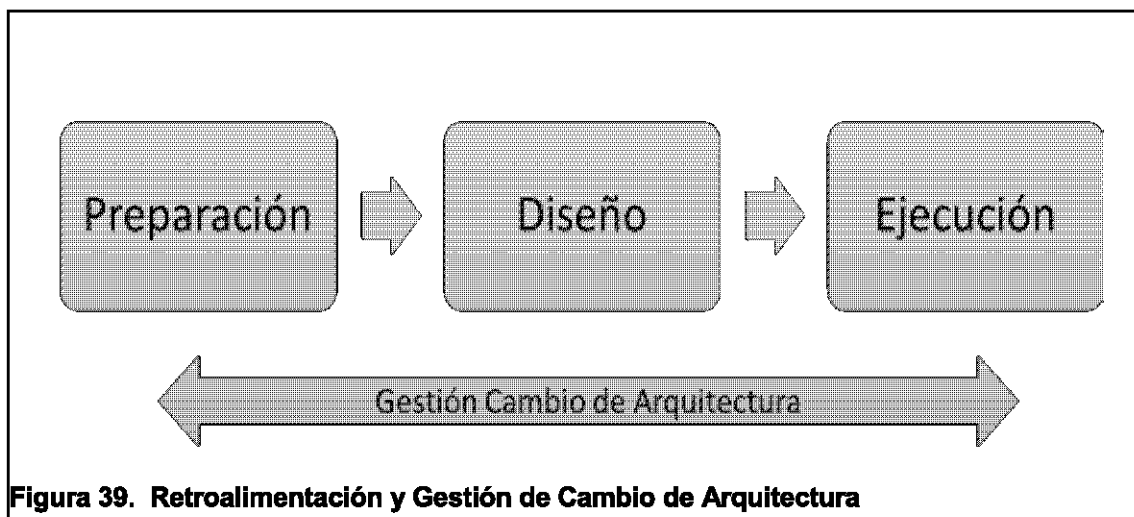 Preparación
Diseño
Ejecución
Gestión Cambio de Arquitectura
Figura 39. Retroalimentación y Gestión de Cambio de Arquitectura